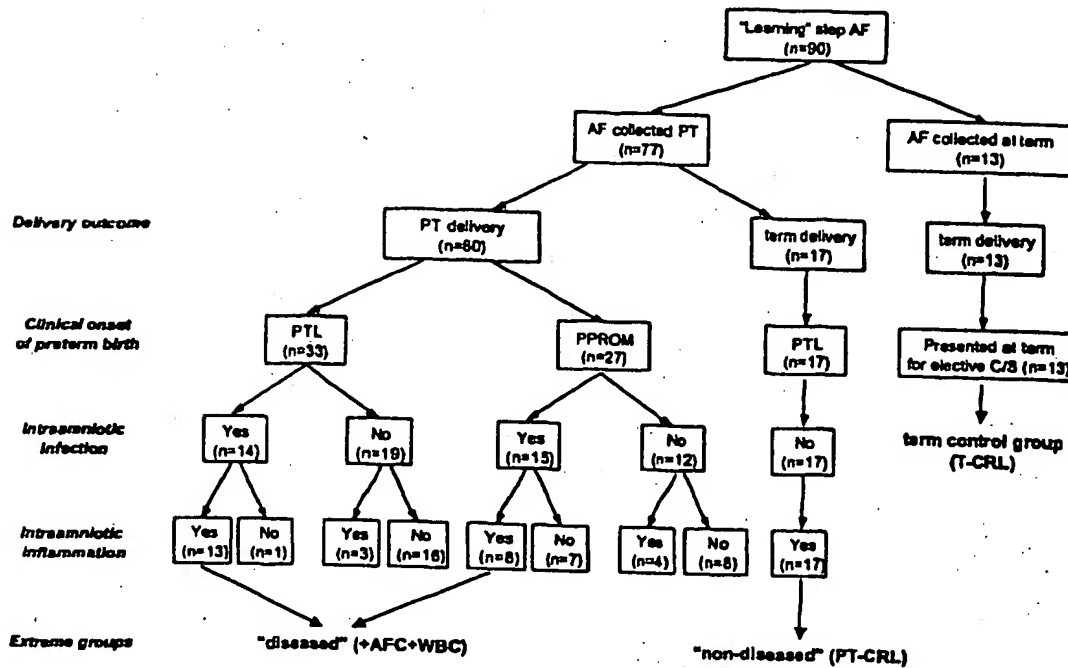 "Learning" step AF
(n=90)
AF collected PT
(n=77)
AF collected at term
(n=13)
Delivery outcome
PT delivery
(n=60)
term delivery
(n=17)
term delivery
(n=13)
Clinical onset
of preterm birth
PTL
(n=33)
PPROM
(n=27)
PTL
(n=17)
Presented at term
for elective C/S (n=13)
Intraamniotic
infection
Yes
(n=14)
No
(n=19)
Yes
(n=15)
No
(n=12)
No
(n=17)
term control group
(T-CRL)
Intraamniotic
inflammation
Yes
(n=13)
No
(n=1)
Yes
(n=3)
No
(n=16)
Yes
(n=8)
No
(n=7)
Yes
(n=4)
No
(n=8)
Yes
(n=17)
Extreme groups
"diseased" (+AFC+WBC)
"non-diseased" (PT-CRL)